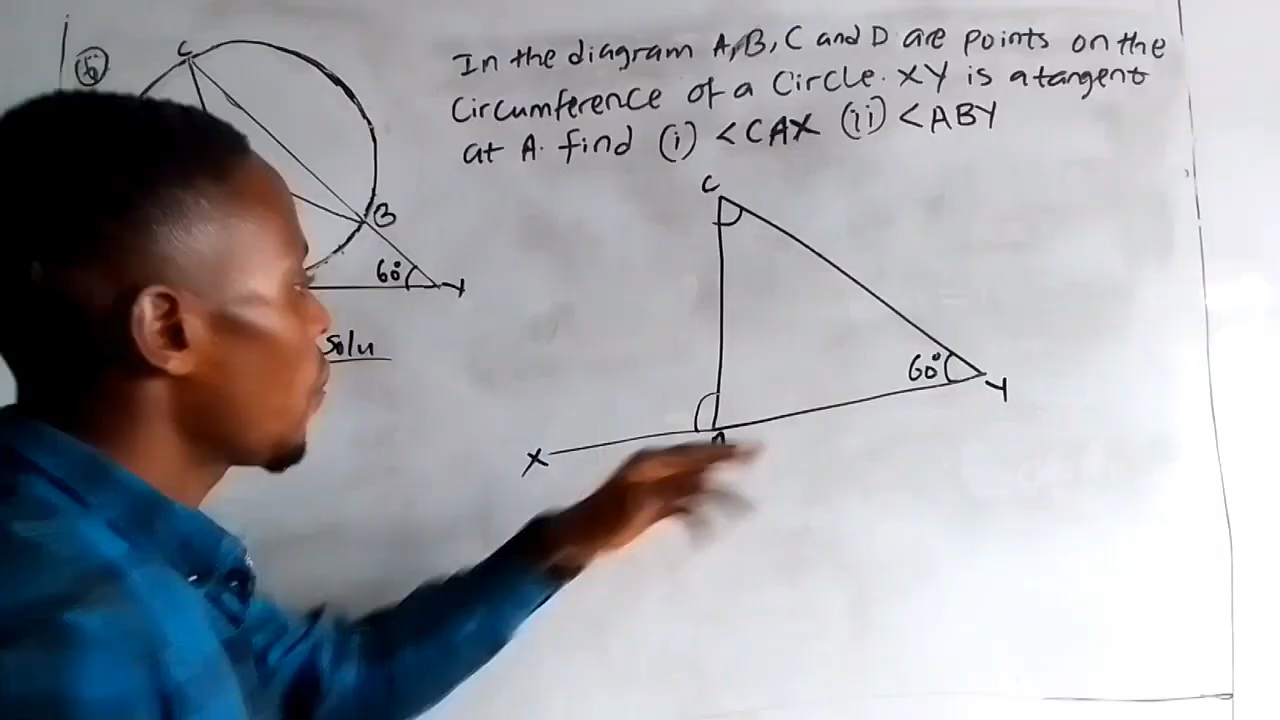 In the diagram A, B, C and D are points on the
Circumference of a Circle. XY is a tangent
at A. find (i) <CAX (ii) <ABY
C
B
60°
Y
Solu
C
60°
Y
X